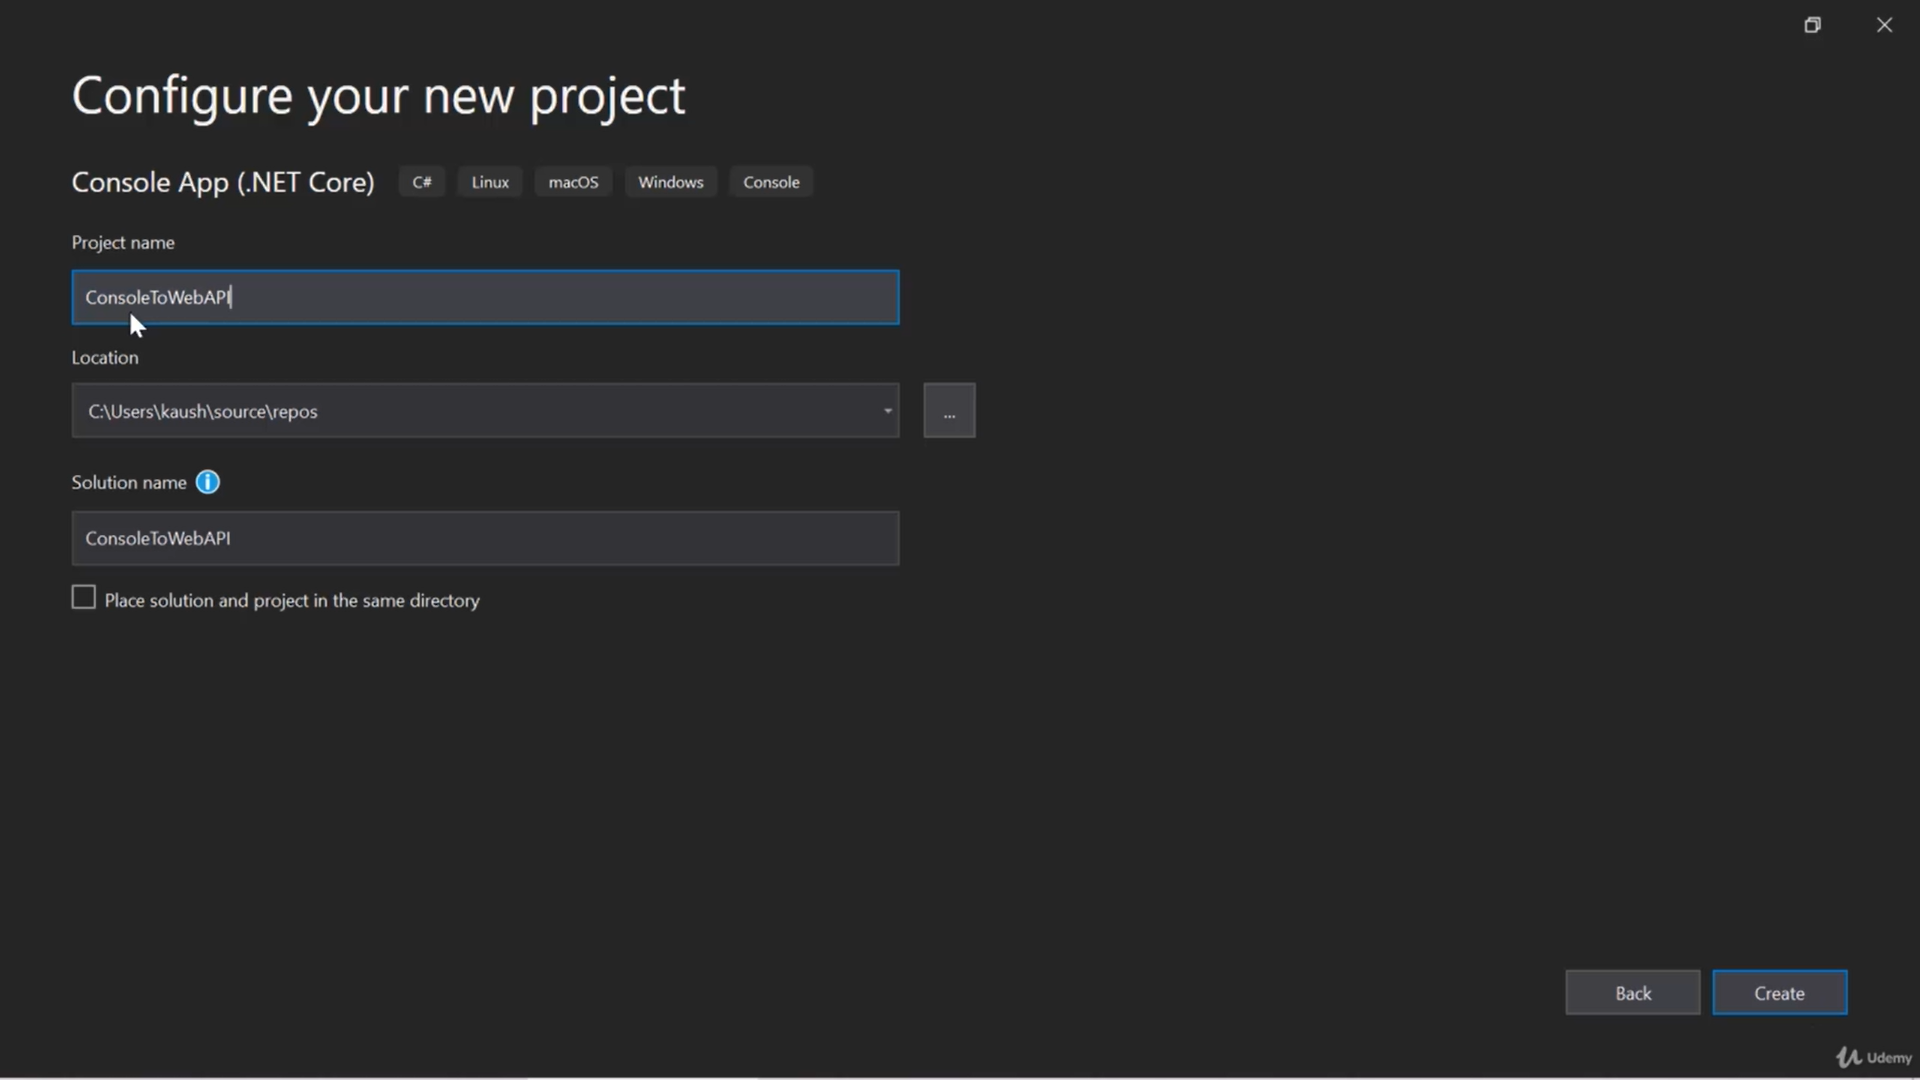 Configure your new project
Console App (.NET Core) C# Linux macOS Windows Console
Project name
ConsoleToWebAPI
Location
C:\Users\kaush\source\repos ...
Solution name
ConsoleToWebAPI
Place solution and project in the same directory
Back Create
Udemy